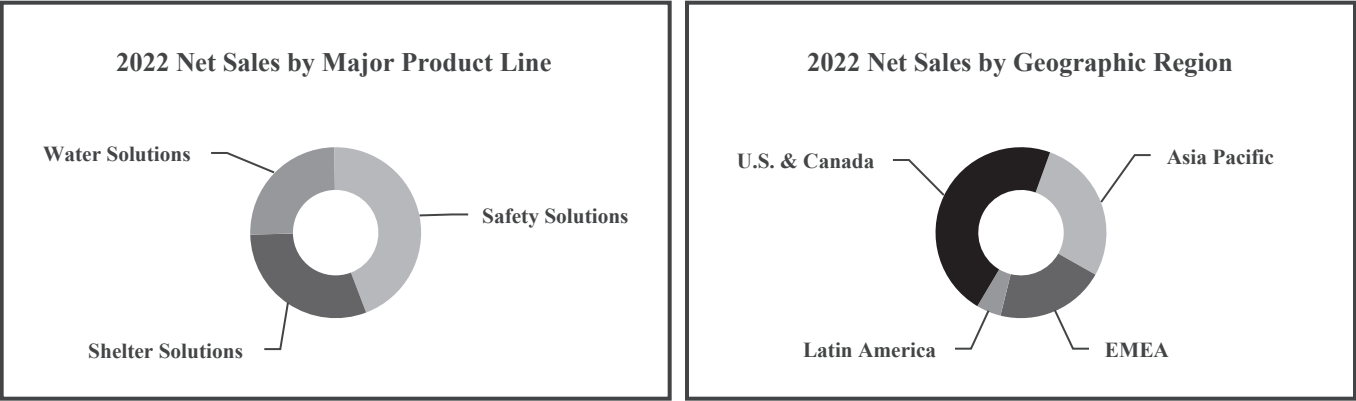 2022 Net Sales by Major Product Line
Water Solutions
Safety Solutions
Shelter Solutions
2022 Net Sales by Geographic Region
U.S. & Canada
Asia Pacific
Latin America
EMEA